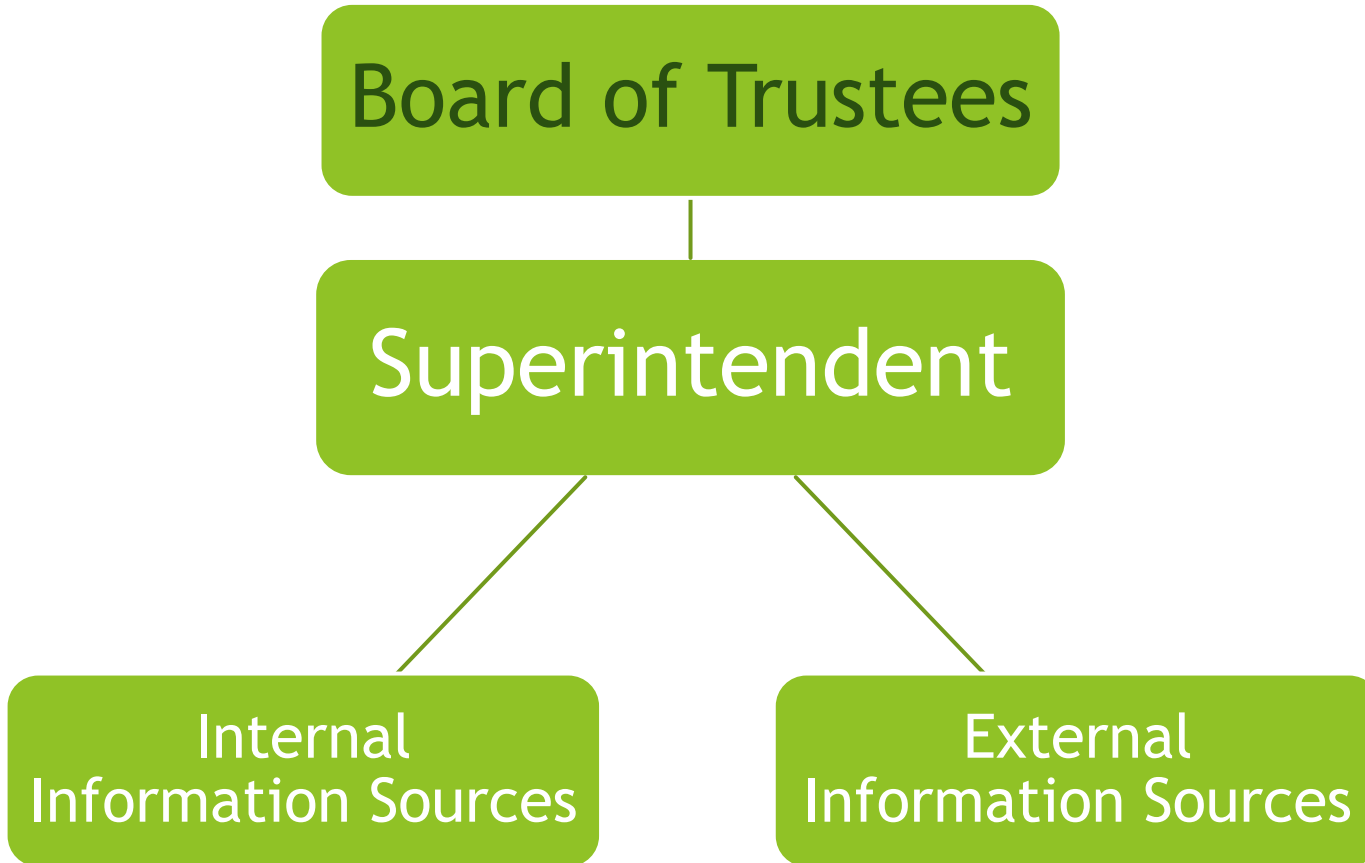 Board of Trustees
Superintendent
Internal
Information Sources
External
Information Sources